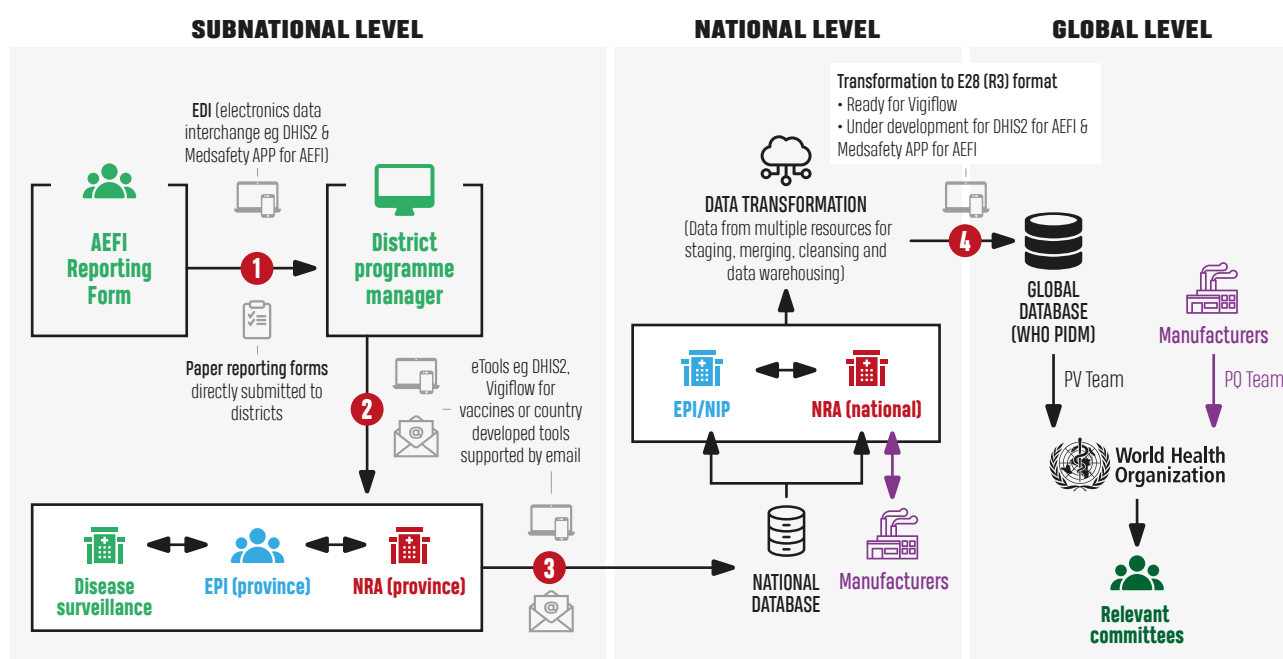 SUBNATIONAL LEVEL
EDI (electronics data
interchange eg DHIS2 &
Medsafety APP for AEFI)
AEFI
Reporting
Form
1
District
programme
manager
Paper reporting forms
directly submitted to
districts
2
eTools eg DHIS2,
Vigiflow for
vaccines or country
developed tools
supported by email
@
Disease
surveillance
EPI (province)
NRA (province)
3
@
NATIONAL LEVEL
DATA TRANSFORMATION
(Data from multiple resources for
staging, merging, cleansing and
data warehousing)
EPI/NIP
NRA (national)
NATIONAL
DATABASE
Manufacturers
GLOBAL LEVEL
Transformation to E28 (R3) format
• Ready for Vigiflow
• Under development for DHIS2 for AEFI &
Medsafety APP for AEFI
4
GLOBAL
DATABASE
(WHO PIDM)
Manufacturers
PV Team
PQ Team
World Health
Organization
Relevant
committees